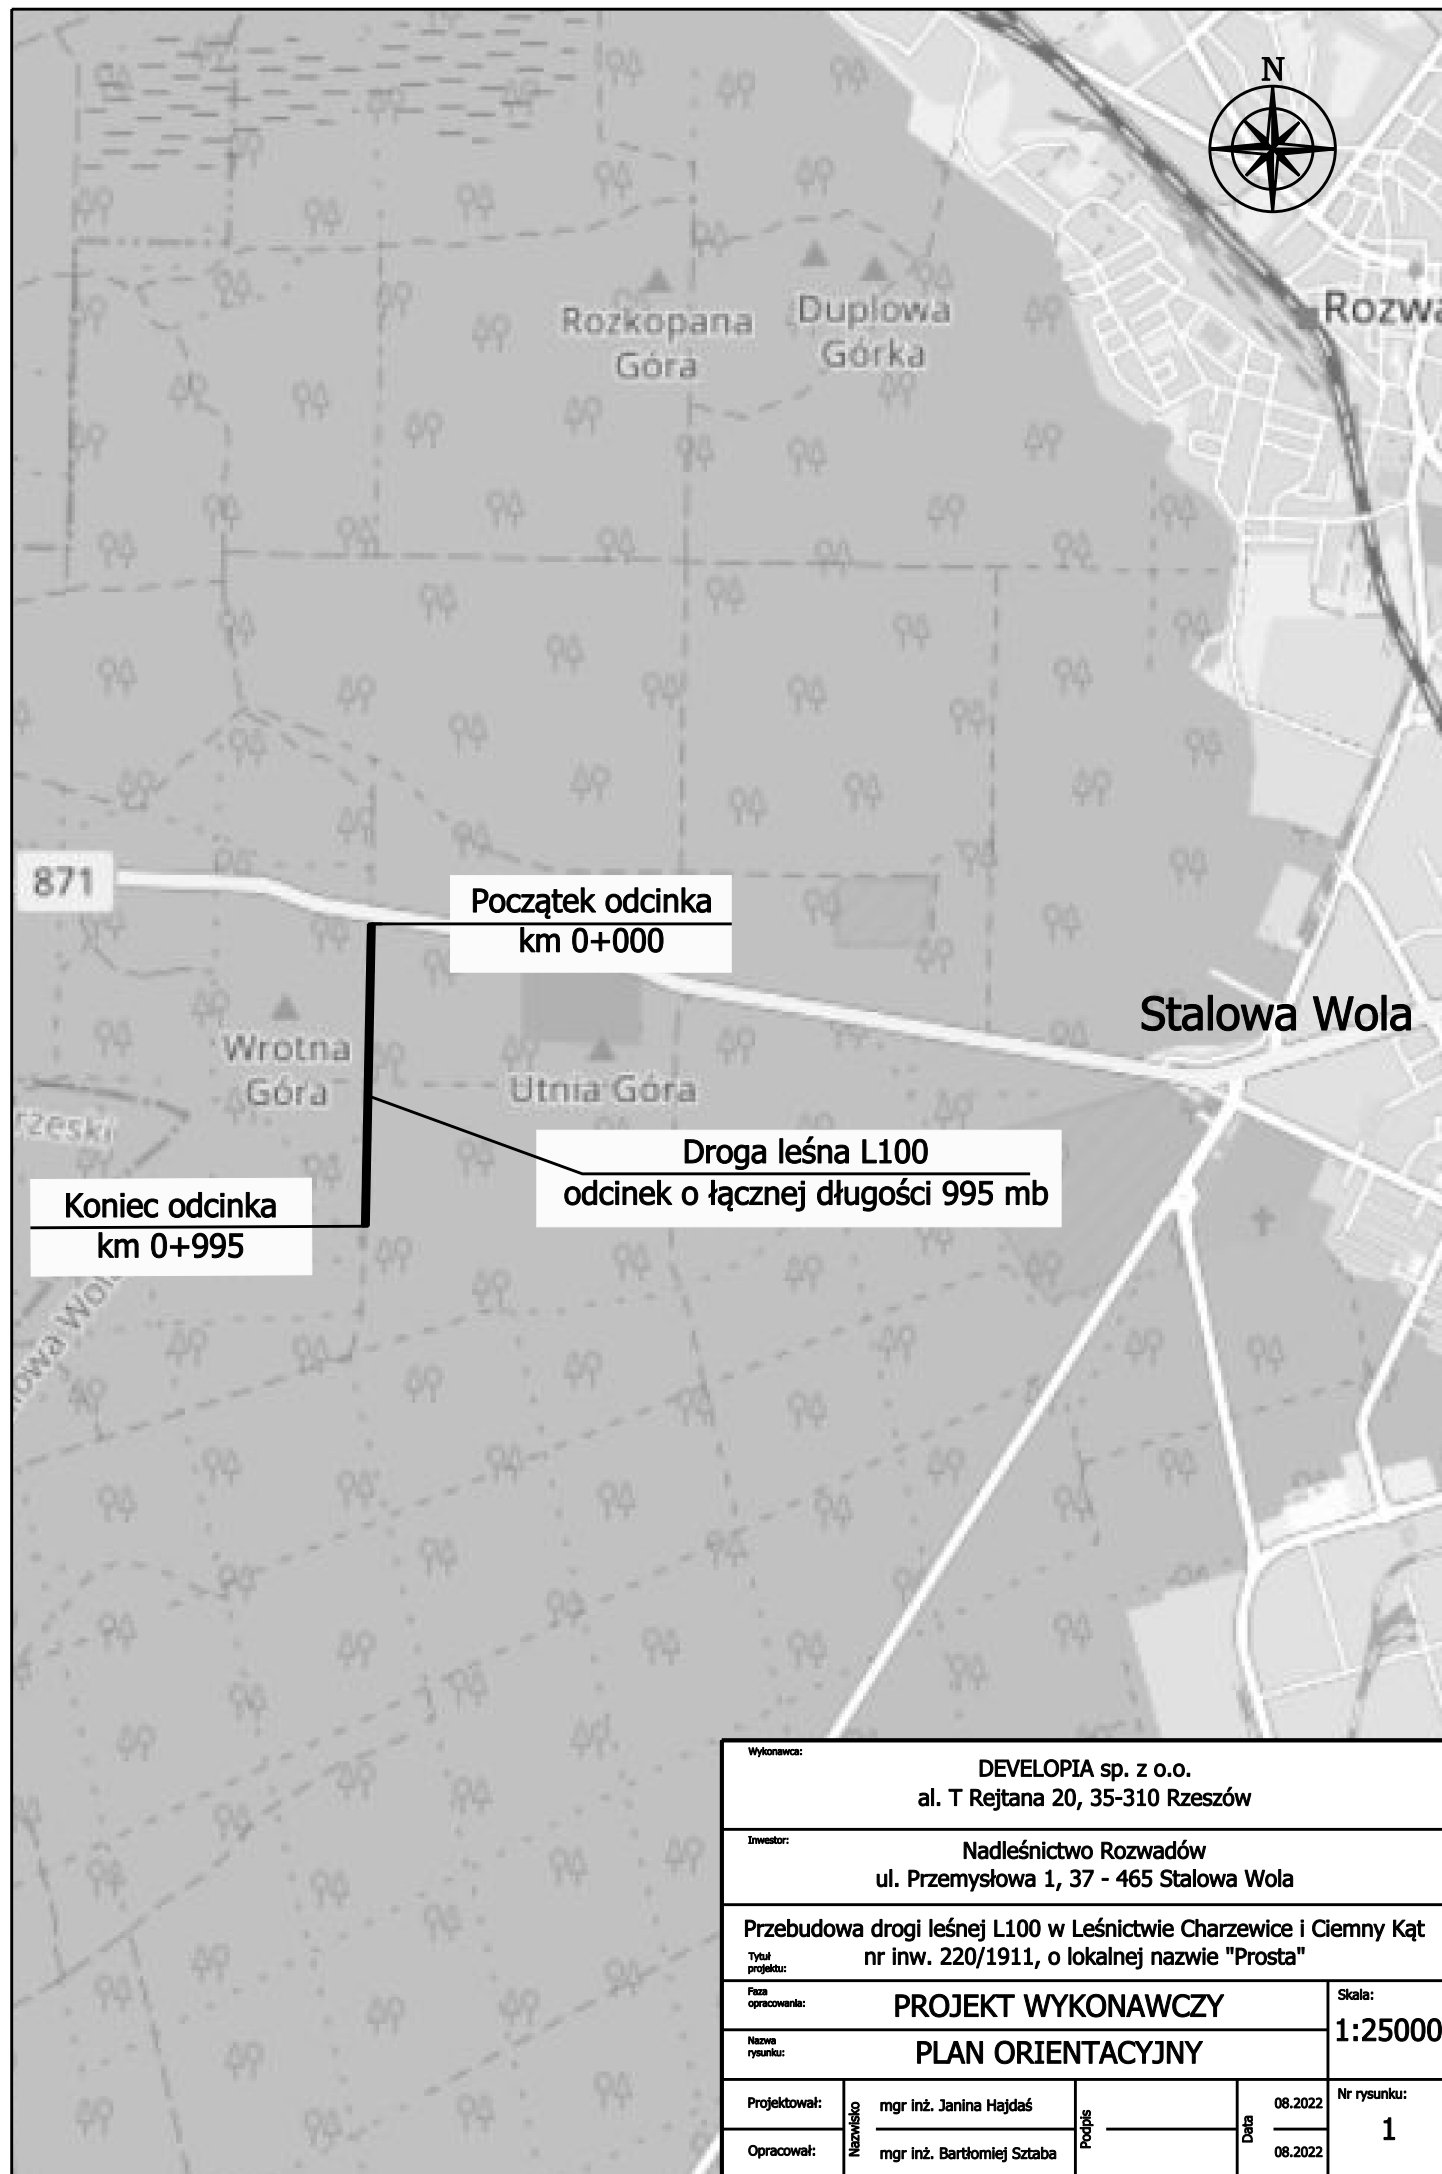 N
Rozkopana
Góra
Duplowa
Górka
871
Początek odcinka
km 0+000
Stalowa Wola
Wrotna
Góra
Utnia Góra
Droga leśna L100
odcinek o łącznej długości 995 mb
Koniec odcinka
km 0+995
Wykonawca:
DEVELOPIA sp. z o.o.
al. T Rejtana 20, 35-310 Rzeszów
Inwestor:
Nadleśnictwo Rozwadów
ul. Przemysłowa 1, 37 - 465 Stalowa Wola
Przebudowa drogi leśnej L100 w Leśnictwie Charzewice i Ciemny Kąt
nr inw. 220/1911, o lokalnej nazwie "Prosta"
Tytuł
projektu:
Faza
opracowania:
PROJEKT WYKONAWCZY
Skala:
1:25000
Nazwa
rysunku:
PLAN ORIENTACYJNY
Projektował:
Nazwisko
mgr inż. Janina Hajdaś
Podpis
Data
08.2022
Nr rysunku:
1
Opracował:
mgr inż. Bartłomiej Sztaba
08.2022